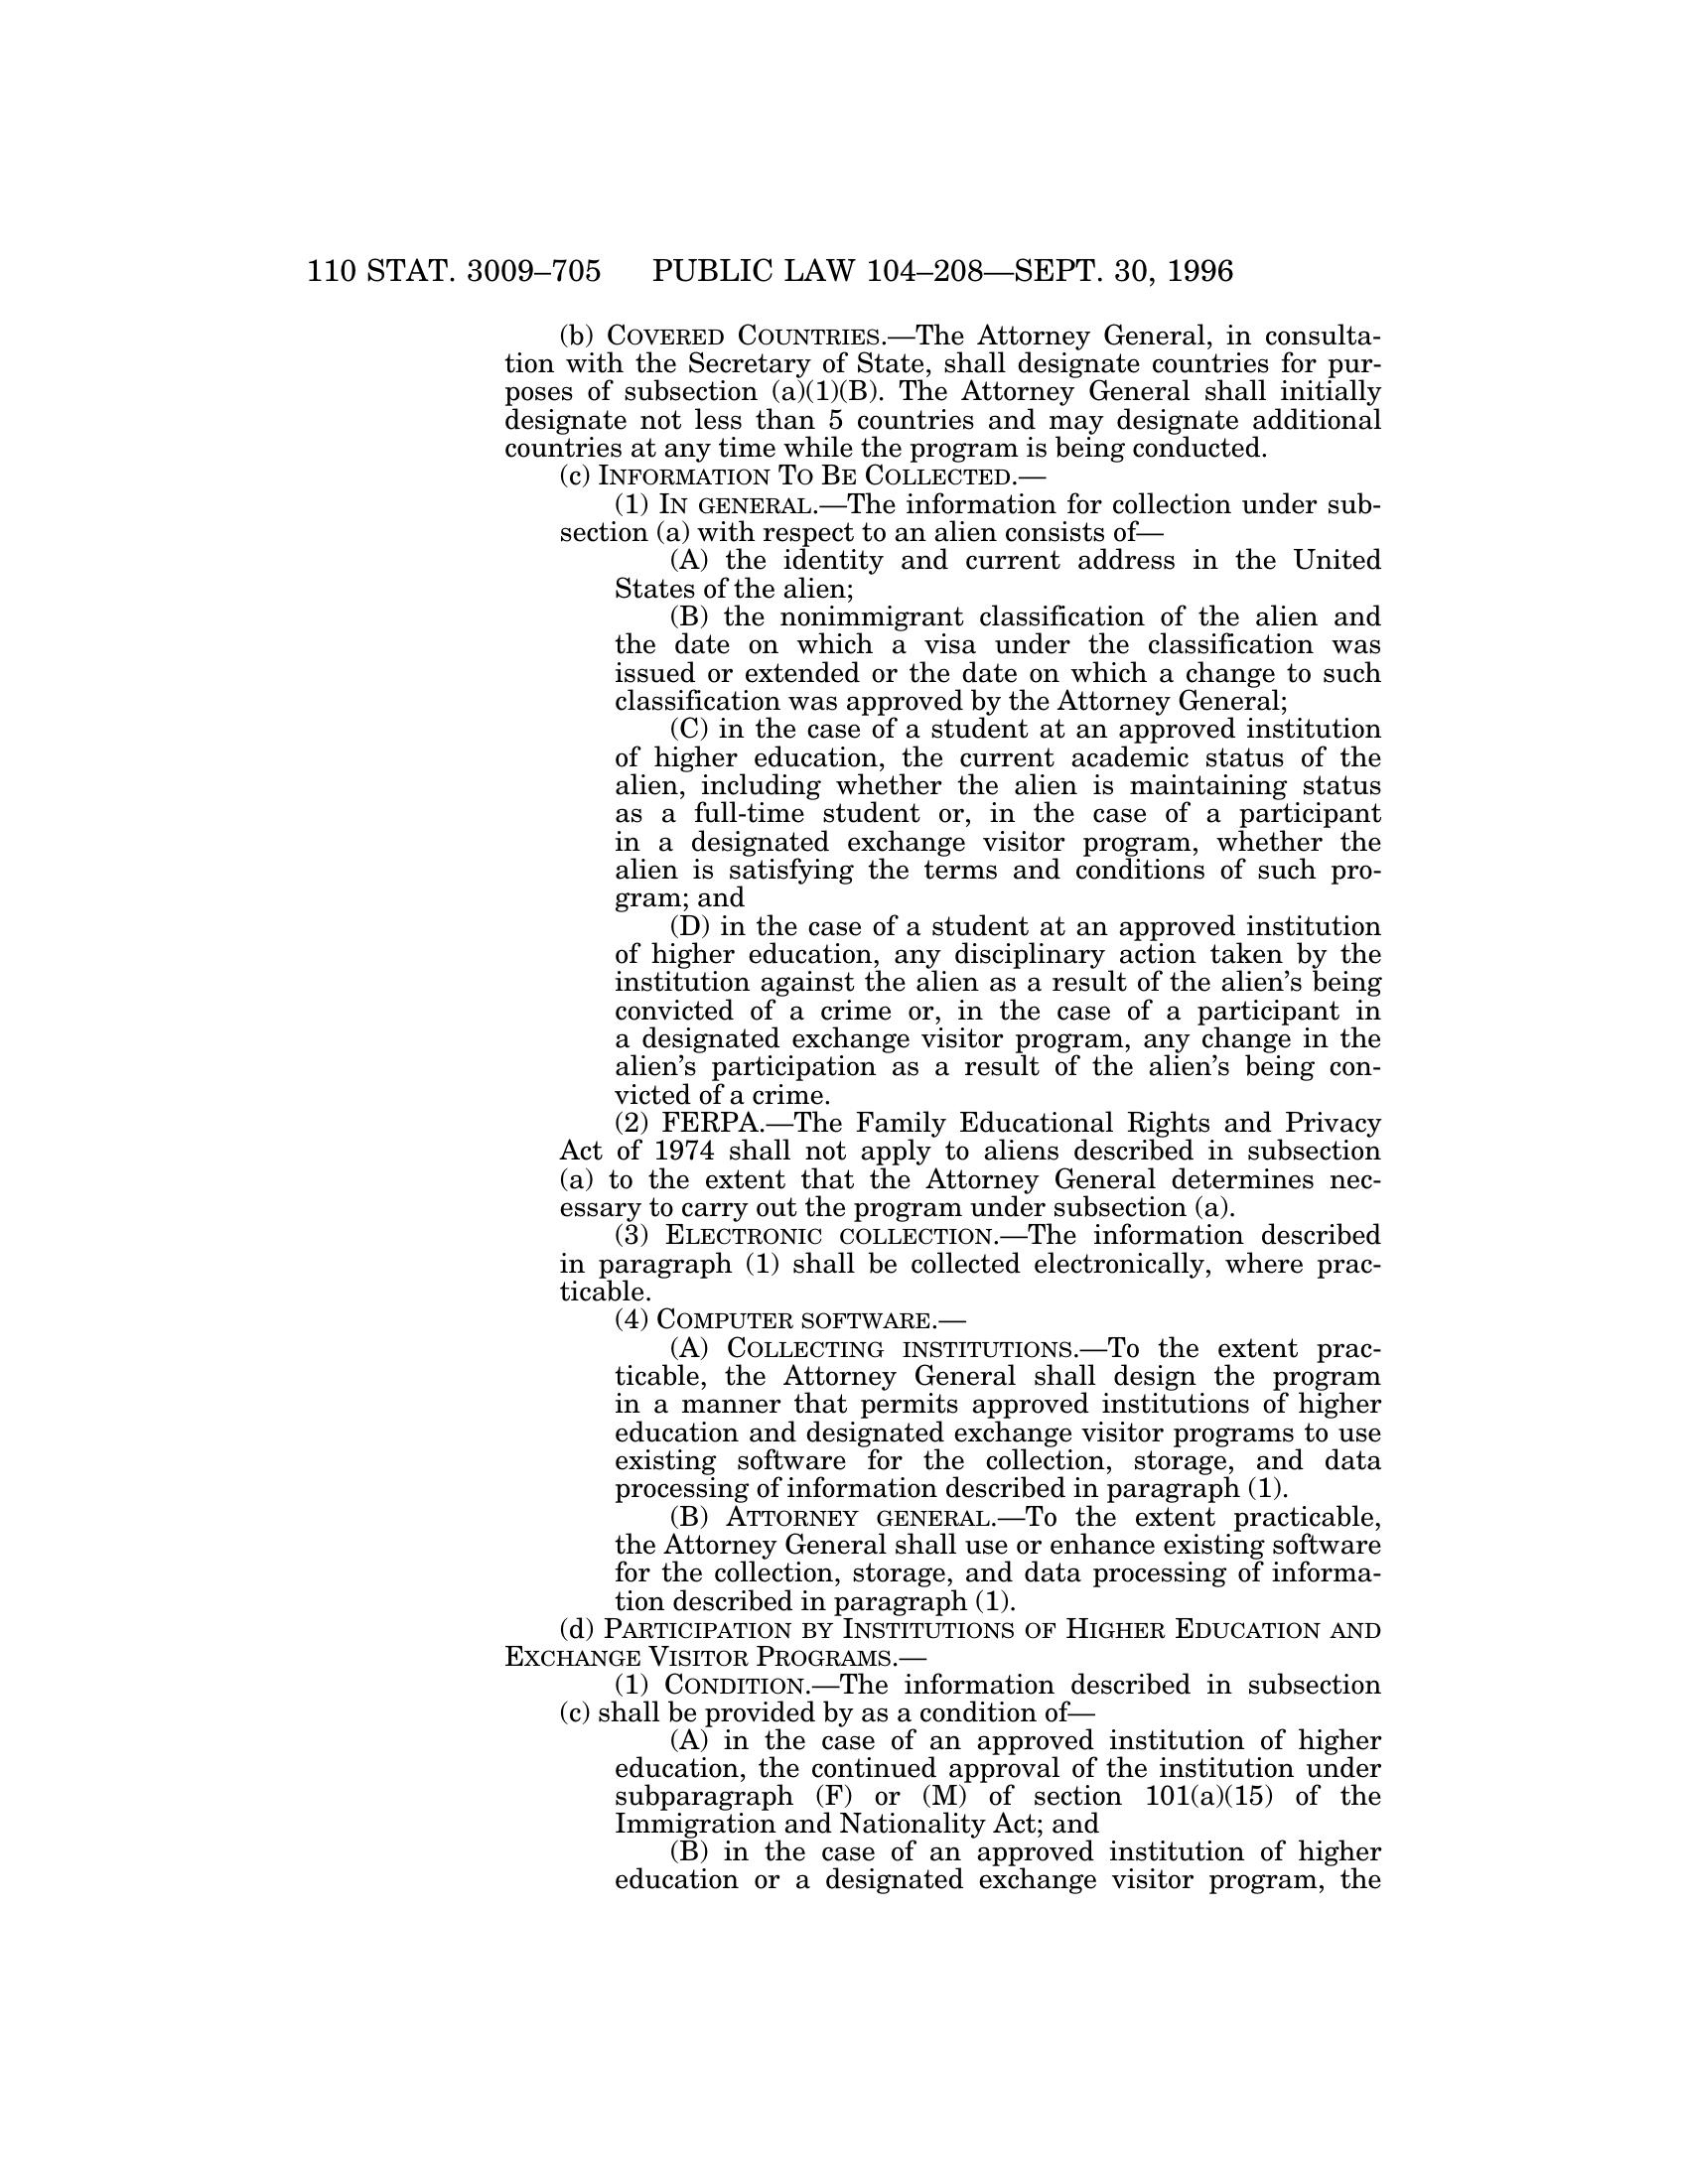 110 STAT. 3009–705 PUBLIC LAW 104–208—SEPT. 30, 1996
(b) COVERED COUNTRIES.—The Attorney General, in consulta-
tion with the Secretary of State, shall designate countries for pur-
poses of subsection (a)(1)(B). The Attorney General shall initially
designate not less than 5 countries and may designate additional
countries at any time while the program is being conducted.
(c) INFORMATION TO BE COLLECTED.—
(1) IN GENERAL.—The information for collection under sub-
section (a) with respect to an alien consists of—
(A) the identity and current address in the United
States of the alien;
(B) the nonimmigrant classification of the alien and
the date on which a visa under the classification was
issued or extended or the date on which a change to such
classification was approved by the Attorney General;
(C) in the case of a student at an approved institution
of higher education, the current academic status of the
alien, including whether the alien is maintaining status
as a full-time student or, in the case of a participant
in a designated exchange visitor program, whether the
alien is satisfying the terms and conditions of such pro-
gram; and
(D) in the case of a student at an approved institution
of higher education, any disciplinary action taken by the
institution against the alien as a result of the alien's being
convicted of a crime or, in the case of a participant in
a designated exchange visitor program, any change in the
alien's participation as a result of the alien's being con-
victed of a crime.
(2) FERPA.—The Family Educational Rights and Privacy
Act of 1974 shall not apply to aliens described in subsection
(a) to the extent that the Attorney General determines nec-
essary to carry out the program under subsection (a).
(3) ELECTRONIC COLLECTION.—The information described
in paragraph (1) shall be collected electronically, where prac-
ticable.
(4) COMPUTER SOFTWARE.—
(A) COLLECTING INSTITUTIONS.—To the extent prac-
ticable, the Attorney General shall design the program
in a manner that permits approved institutions of higher
education and designated exchange visitor programs to use
existing software for the collection, storage, and data
processing of information described in paragraph (1).
(B) ATTORNEY GENERAL.—To the extent practicable,
the Attorney General shall use or enhance existing software
for the collection, storage, and data processing of informa-
tion described in paragraph (1).
(d) PARTICIPATION BY INSTITUTIONS OF HIGHER EDUCATION AND
EXCHANGE VISITOR PROGRAMS.—
(1) CONDITION.—The information described in subsection
(c) shall be provided by as a condition of—
(A) in the case of an approved institution of higher
education, the continued approval of the institution under
subparagraph (F) or (M) of section 101(a)(15) of the
Immigration and Nationality Act; and
(B) in the case of an approved institution of higher
education or a designated exchange visitor program, the